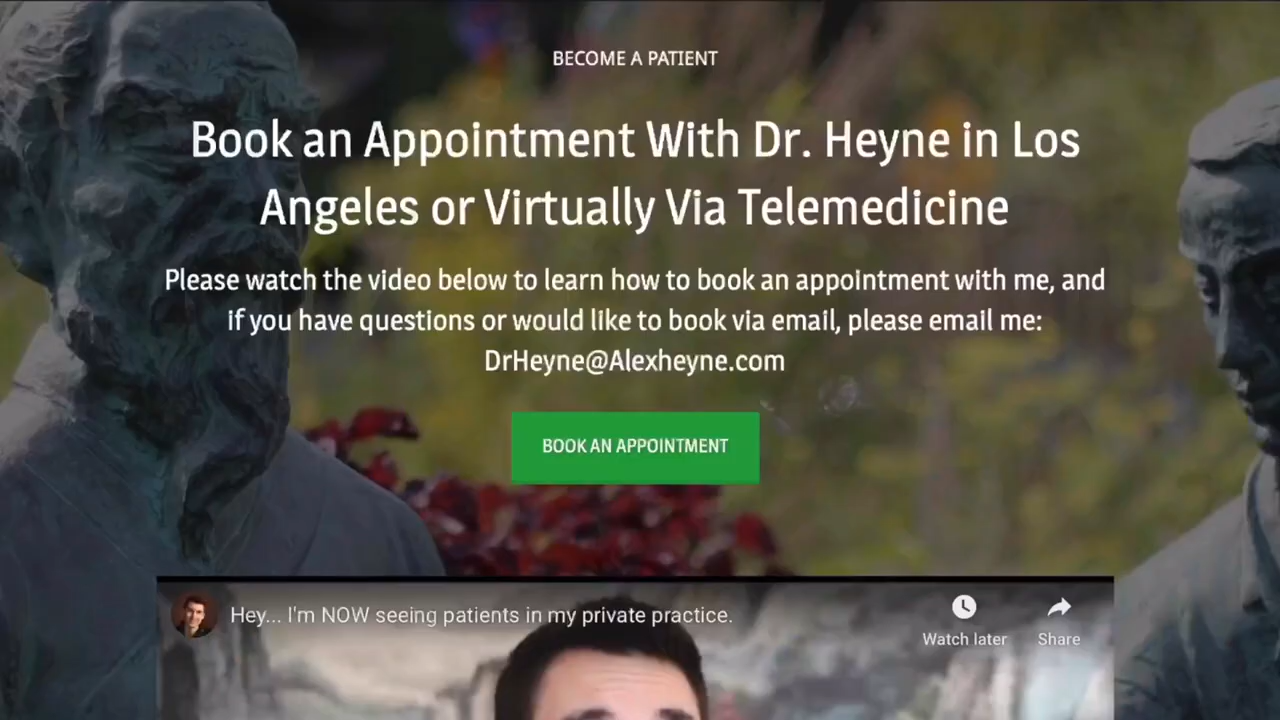 BECOME A PATIENT
Book an Appointment With Dr. Heyne in Los
Angeles or Virtually Via Telemedicine
Please watch the video below to learn how to book an appointment with me, and
if you have questions or would like to book via email, please email me:
DrHeyne@Alexheyne.com
BOOK AN APPOINTMENT
Hey... I'm NOW seeing patients in my private practice.
Watch later
Share